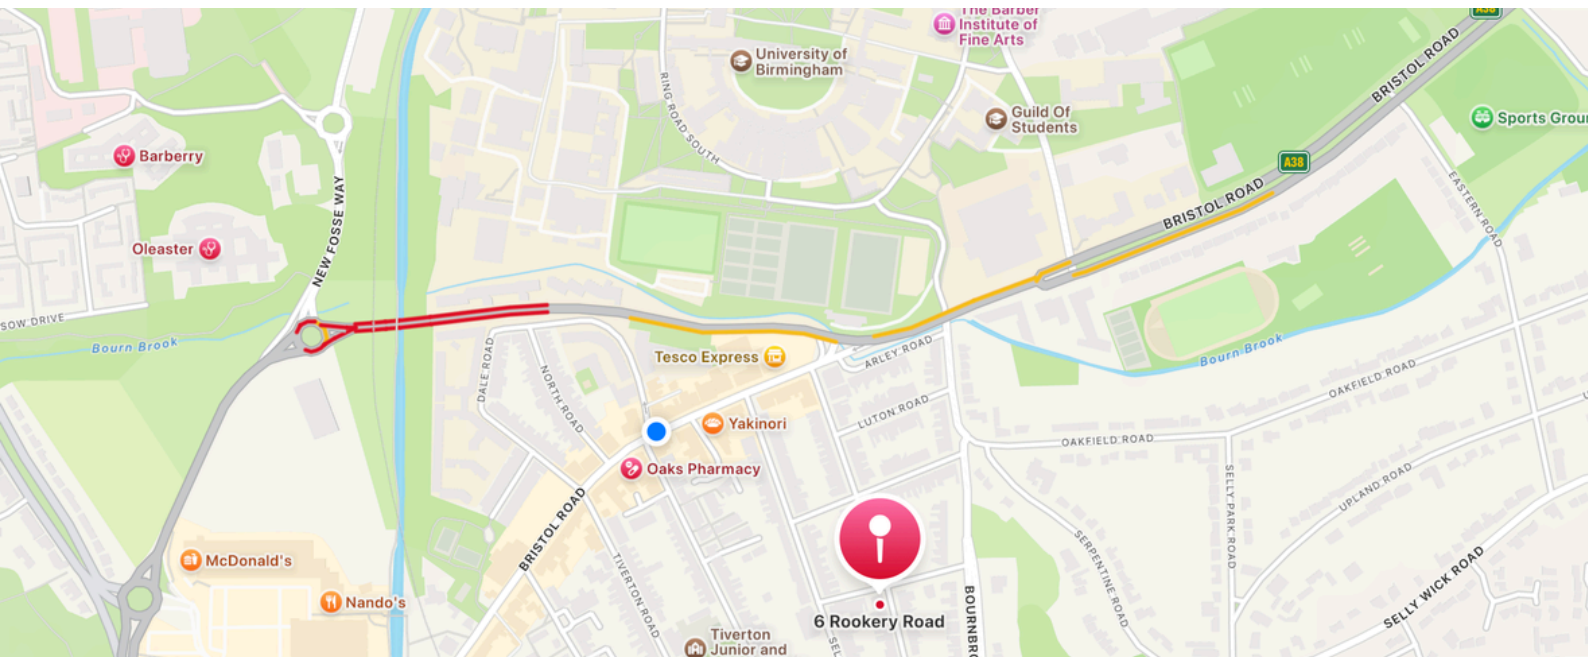 The Barber
Institute of
Fine Arts
A38
BRISTOL ROAD
University of
Birmingham
RING ROAD SOUTH
Guild Of
Students
Sports Grou
Barberry
A38
BRISTOL ROAD
EASTERN ROAD
Oleaster
NEW FOSSE WAY
SOW DRIVE
Bourn Brook
Tesco Express
ARLEY ROAD
Bourn Brook
DALE ROAD
NORTH ROAD
LUTON ROAD
OAKFIELD ROAD
Yakinori
OAKFIELD ROAD
Oaks Pharmacy
UPLAND ROAD
SELLY PARK ROAD
BRISTOL ROAD
SERPENTINE ROAD
McDonald's
TIVERTON ROAD
SELLY WICK ROAD
Nando's
6 Rookery Road
BOURNBRO
Tiverton
Junior and
SEL